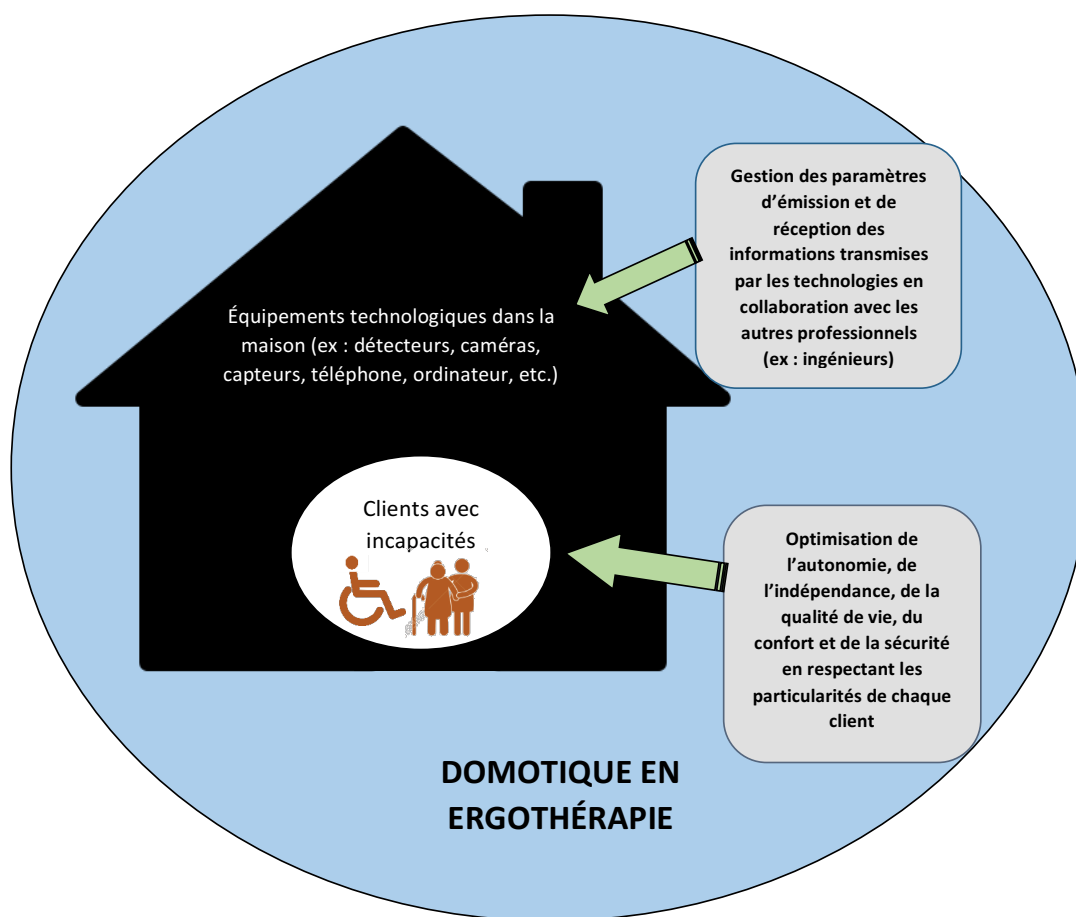 Gestion des paramètres
d’émission et de
réception des
informations transmises
par les technologies en
collaboration avec les
autres professionnels
(ex : ingénieurs)
Équipements technologiques dans la
maison (ex : détecteurs, caméras,
capteurs, téléphone, ordinateur, etc.)
Clients avec
incapacités
Optimisation de
l’autonomie, de
l’indépendance, de la
qualité de vie, du
confort et de la sécurité
en respectant les
particularités de chaque
client
DOMOTIQUE EN
ERGOTHÉRAPIE